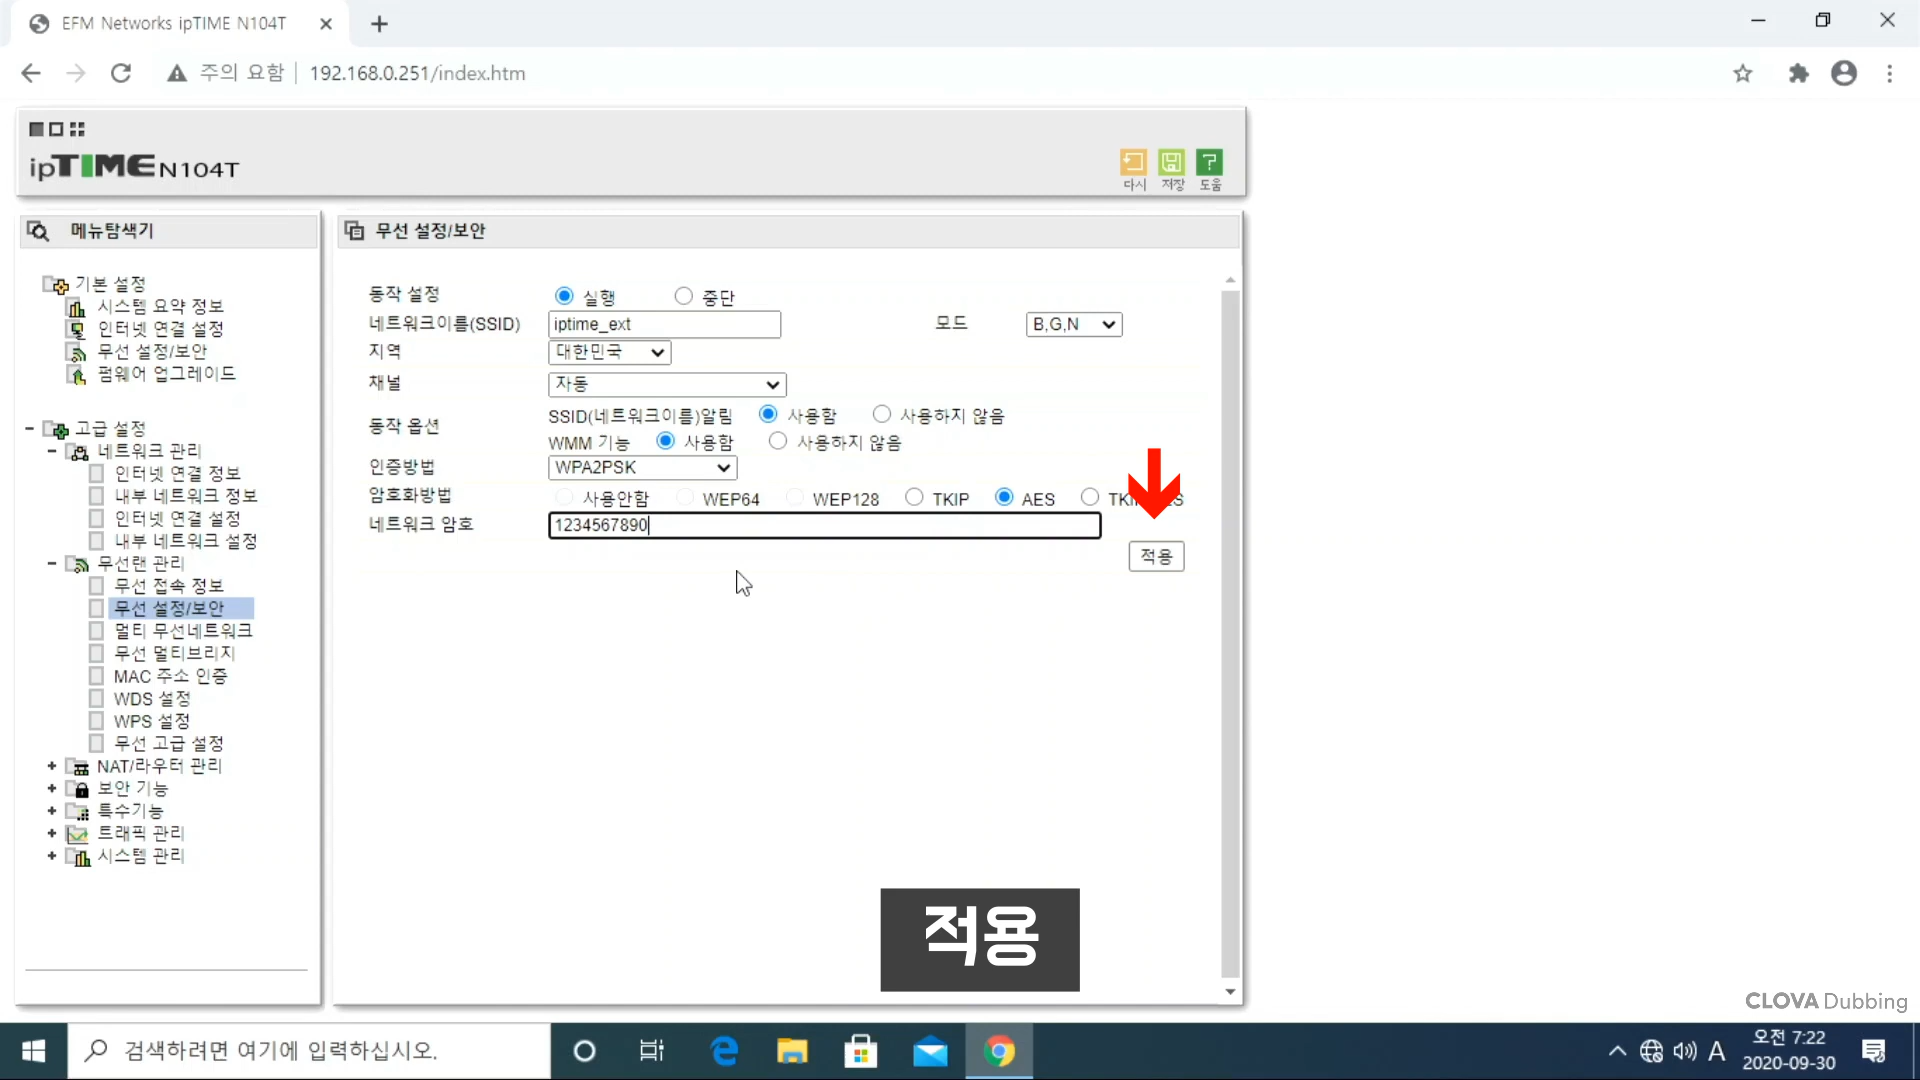 EFM Networks ipTIME N104T
주의 요함 192.168.0.251/index.htm
ipTIME N104T
다시 저장 도움
메뉴탐색기
기본 설정
시스템 요약 정보
인터넷 연결 설정
무선 설정/보안
펌웨어 업그레이드
고급 설정
네트워크 관리
인터넷 연결 정보
내부 네트워크 정보
인터넷 연결 설정
내부 네트워크 설정
무선랜 관리
무선 접속 정보
무선 설정/보안
멀티 무선네트워크
무선 멀티브리지
MAC 주소 인증
WDS 설정
WPS 설정
무선 고급 설정
NAT/라우터 관리
보안 기능
특수기능
트래픽 관리
시스템 관리
무선 설정/보안
동작 설정 실행 중단
네트워크이름(SSID) iptime_ext 모드 B,G,N
지역 대한민국
채널 자동
동작 옵션 SSID(네트워크이름)알림 사용함 사용하지 않음
WMM 기능 사용함 사용하지 않음
인증방법 WPA2PSK
암호화방법 사용안함 WEP64 WEP128 TKIP AES
네트워크 암호 1234567890
적용
적용
CLOVA Dubbing
검색하려면 여기에 입력하십시오.
A
오전 7:22
2020-09-30